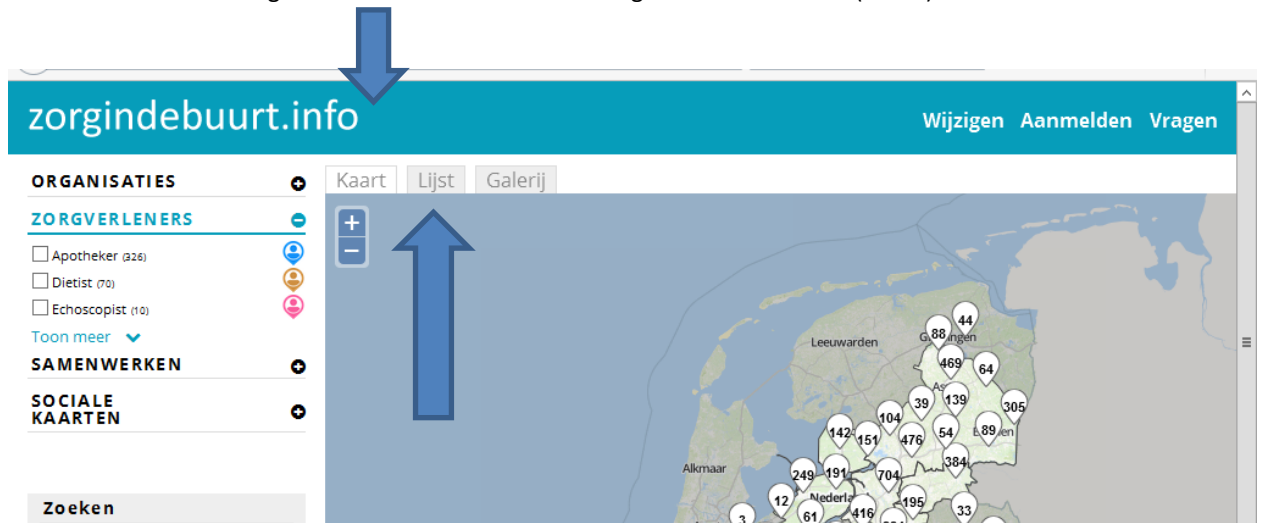 zorgindebuurt.info
Wijzigen Aanmelden Vragen
ORGANISATIES
ZORGVERLENERS
Apotheker (326)
Dietist (70)
Echoscopist (10)
Toon meer
SAMENWERKEN
SOCIALE
KAARTEN
Zoeken
Kaart Lijst Galerij
+
−
44
88
Leeuwarden
469
64
39
139
305
104
142
151
476
54
89
384
Alkmaar
249
191
704
12
195
61
416
33
3